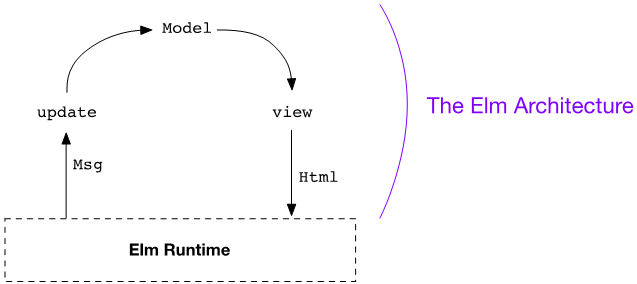 Model
update
view
The Elm Architecture
Msg
Html
Elm Runtime